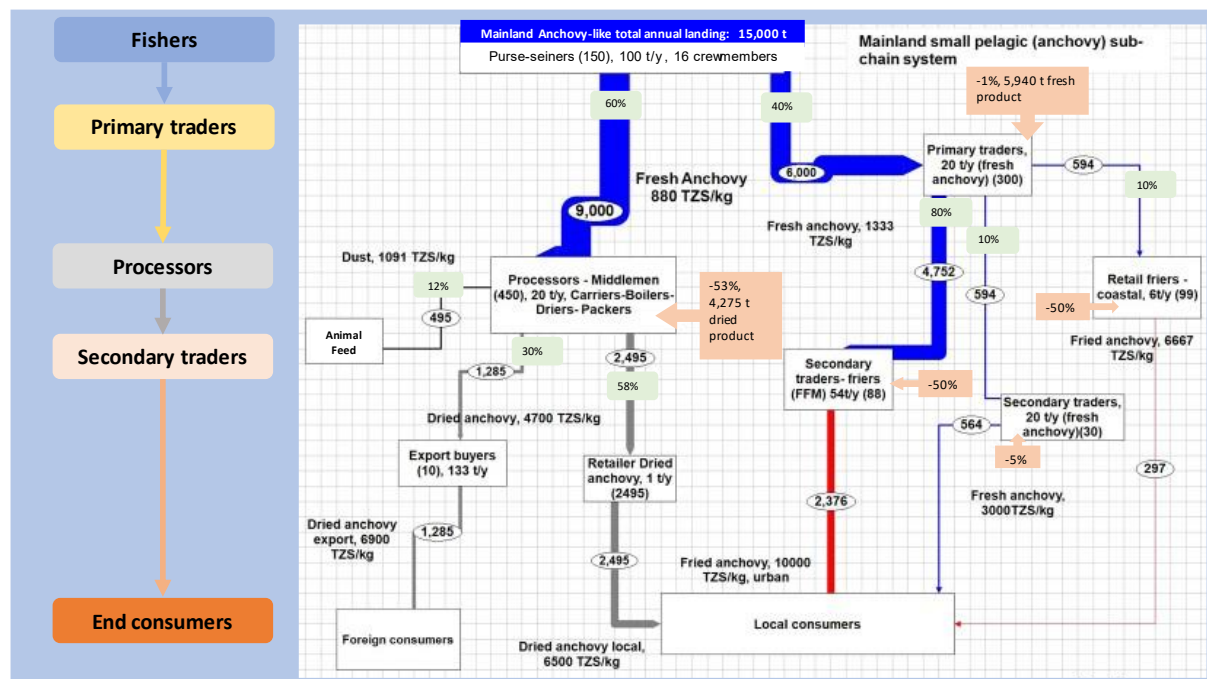 Fishers
Primary traders
Processors
Secondary traders
End consumers
Mainland Anchovy-like total annual landing: 15,000 t
Purse-seiners (150), 100 t/y , 16 crewmembers
Mainland small pelagic (anchovy) sub-
chain system
-1%, 5,940 t fresh
product
60%
40%
Primary traders,
20 t/y (fresh
anchovy) (300)
594
10%
6,000
Fresh Anchovy
880 TZS/kg
9,000
80%
Fresh anchovy, 1333
TZS/kg
10%
Dust, 1091 TZS/kg
4,752
Processors - Middlemen
(450), 20 t/y, Carriers-Boilers-
Driers- Packers
-53%,
4,275 t
dried
product
594
Retail friers -
coastal, 6t/y (99)
-50%
12%
495
Animal
Feed
Fried anchovy, 6667
TZS/kg
30%
2,495
1,285
58%
Secondary
traders- friers
(FFM) 54t/y (88)
-50%
Dried anchovy, 4700 TZS/kg
Secondary traders,
20 t/y (fresh
anchovy)(30)
564
-5%
Export buyers
(10), 133 t/y
Retailer Dried
anchovy, 1 t/y
(2495)
297
2,376
Fresh anchovy,
3000TZS/kg
Dried anchovy
export, 6900
TZS/kg
1,285
2,495
Fried anchovy, 10000
TZS/kg, urban
Foreign consumers
Local consumers
Dried anchovy local,
6500 TZS/kg